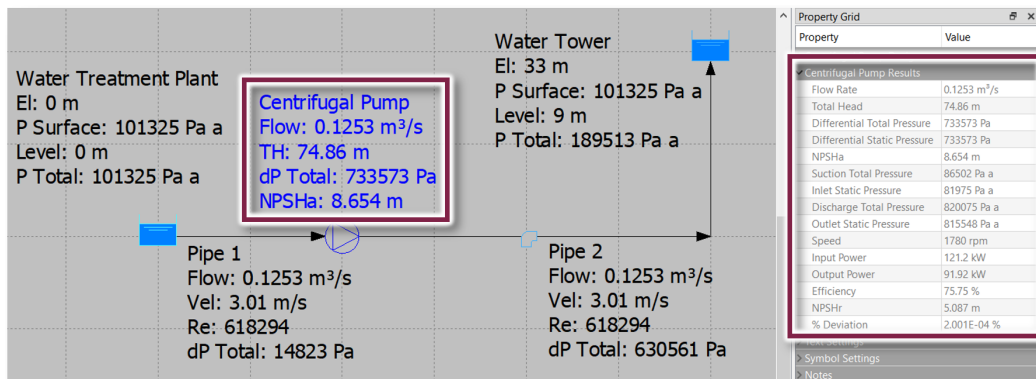 Water Treatment Plant
El: 0 m
P Surface: 101325 Pa a
Level: 0 m
P Total: 101325 Pa a
Centrifugal Pump
Flow: 0.1253 m³/s
TH: 74.86 m
dP Total: 733573 Pa
NPSHa: 8.654 m
Water Tower
El: 33 m
P Surface: 101325 Pa a
Level: 9 m
P Total: 189513 Pa a
Pipe 1
Flow: 0.1253 m³/s
Vel: 3.01 m/s
Re: 618294
dP Total: 14823 Pa
Pipe 2
Flow: 0.1253 m³/s
Vel: 3.01 m/s
Re: 618294
dP Total: 630561 Pa
Property Grid
Property Value
Centrifugal Pump Results
Flow Rate 0.1253 m³/s
Total Head 74.86 m
Differential Total Pressure 733573 Pa
Differential Static Pressure 733573 Pa
NPSHa 8.654 m
Suction Total Pressure 86502 Pa a
Inlet Static Pressure 81975 Pa a
Discharge Total Pressure 820075 Pa a
Outlet Static Pressure 815548 Pa a
Speed 1780 rpm
Input Power 121.2 kW
Output Power 91.92 kW
Efficiency 75.75 %
NPSHr 5.087 m
% Deviation 2.001E-04 %
Text Settings
Symbol Settings
Notes